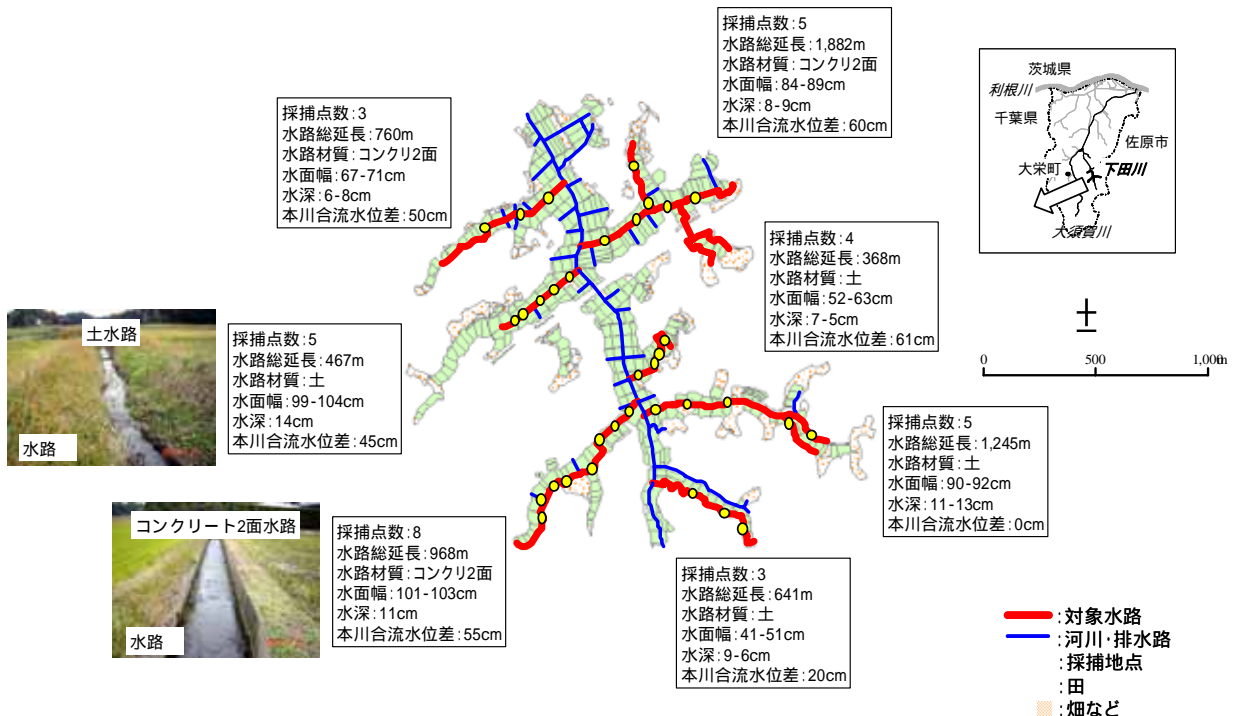 採捕点数:5
水路総延長:1,882m
水路材質:コンクリ2面
水面幅:84-89cm
水深:8-9cm
本川合流水位差:60cm
採捕点数:3
水路総延長:760m
水路材質:コンクリ2面
水面幅:67-71cm
水深:6-8cm
本川合流水位差:50cm
茨城県
利根川
千葉県
佐原市
大栄町
下田川
大須賀川
採捕点数:4
水路総延長:368m
水路材質:土
水面幅:52-63cm
水深:7-5cm
本川合流水位差:61cm
土水路
水路
採捕点数:5
水路総延長:467m
水路材質:土
水面幅:99-104cm
水深:14cm
本川合流水位差:45cm
0 500 1,000
採捕点数:5
水路総延長:1,245m
水路材質:土
水面幅:90-92cm
水深:11-13cm
本川合流水位差:0cm
コンクリート2面水路
水路
採捕点数:8
水路総延長:968m
水路材質:コンクリ2面
水面幅:101-103cm
水深:11cm
本川合流水位差:55cm
採捕点数:3
水路総延長:641m
水路材質:土
水面幅:41-51cm
水深:9-6cm
本川合流水位差:20cm
:対象水路
:河川・排水路
:採捕地点
:田
:畑など